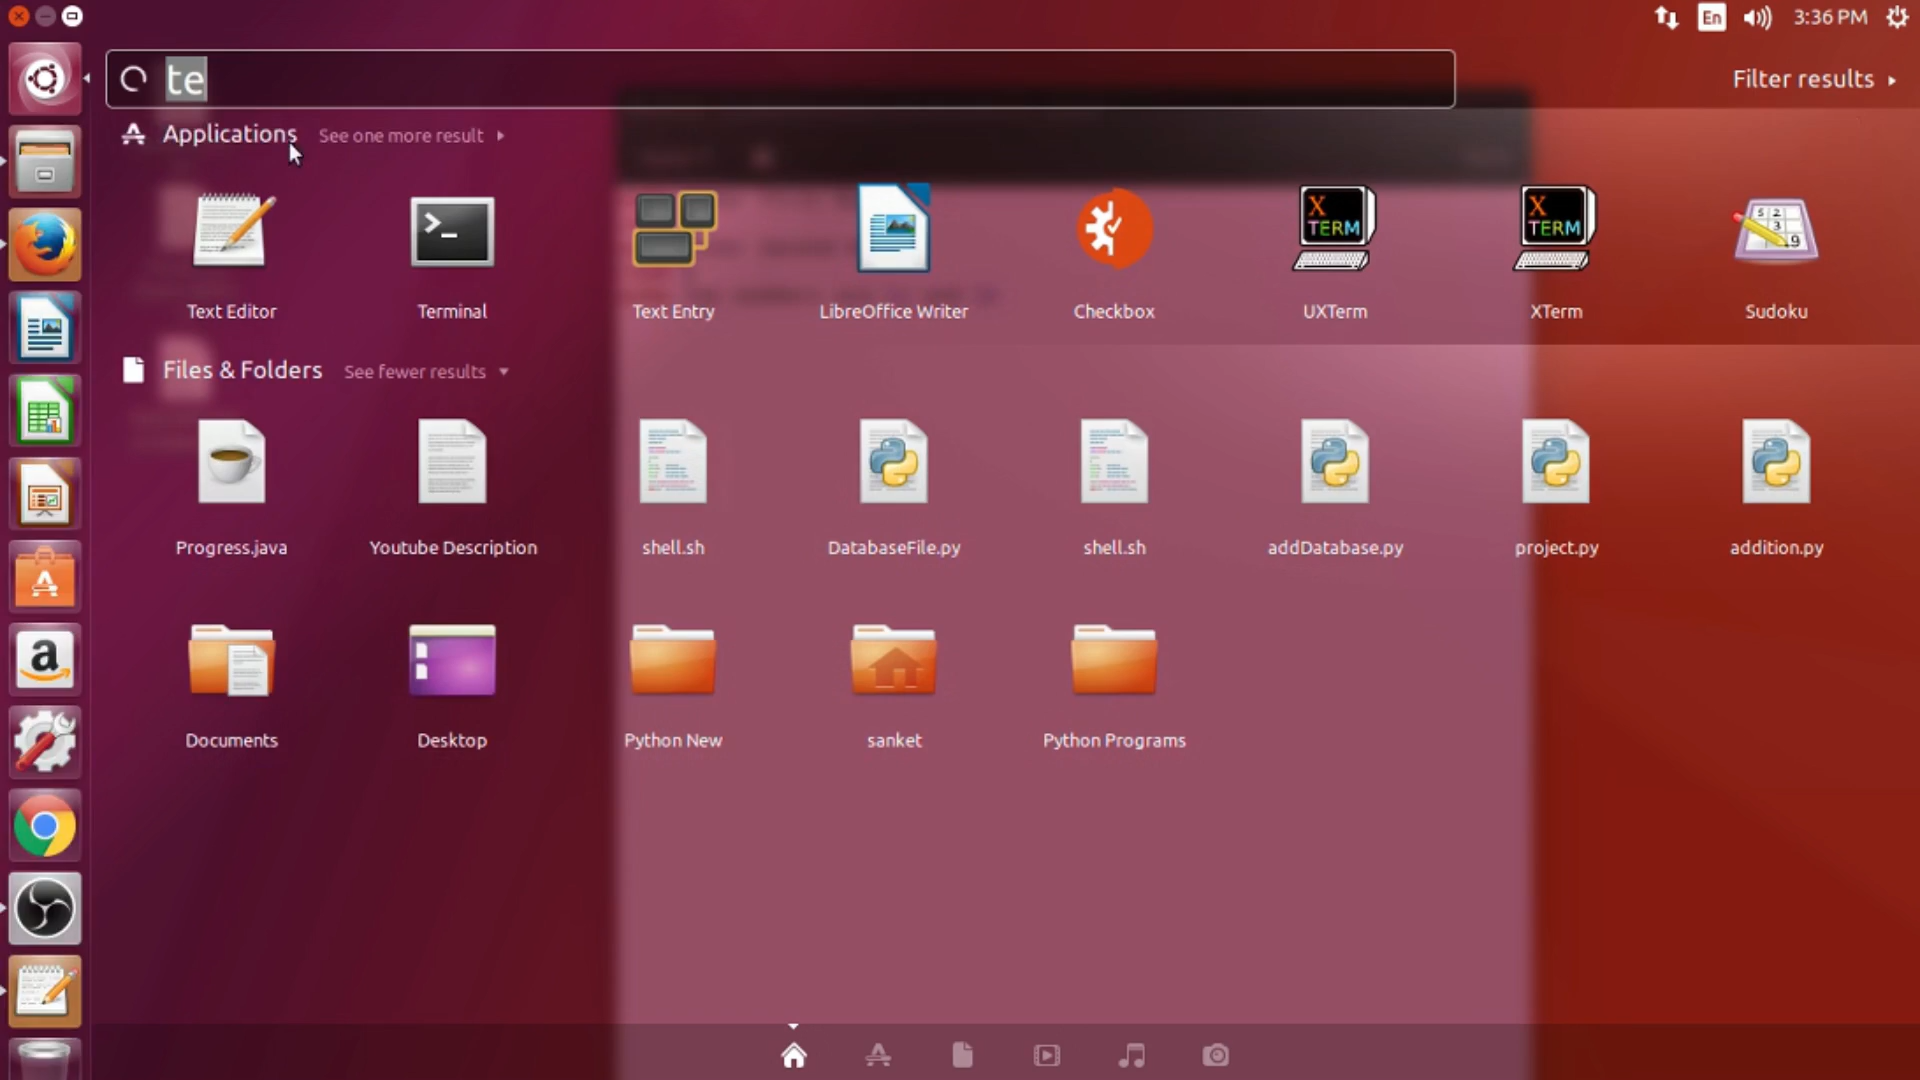 En 3:36 PM
te
Filter results
Applications See one more result
Text Editor Terminal Text Entry LibreOffice Writer Checkbox UXTerm XTerm Sudoku
Files & Folders See fewer results
Progress.java Youtube Description shell.sh DatabaseFile.py shell.sh addDatabase.py project.py addition.py
Documents Desktop Python New sanket Python Programs